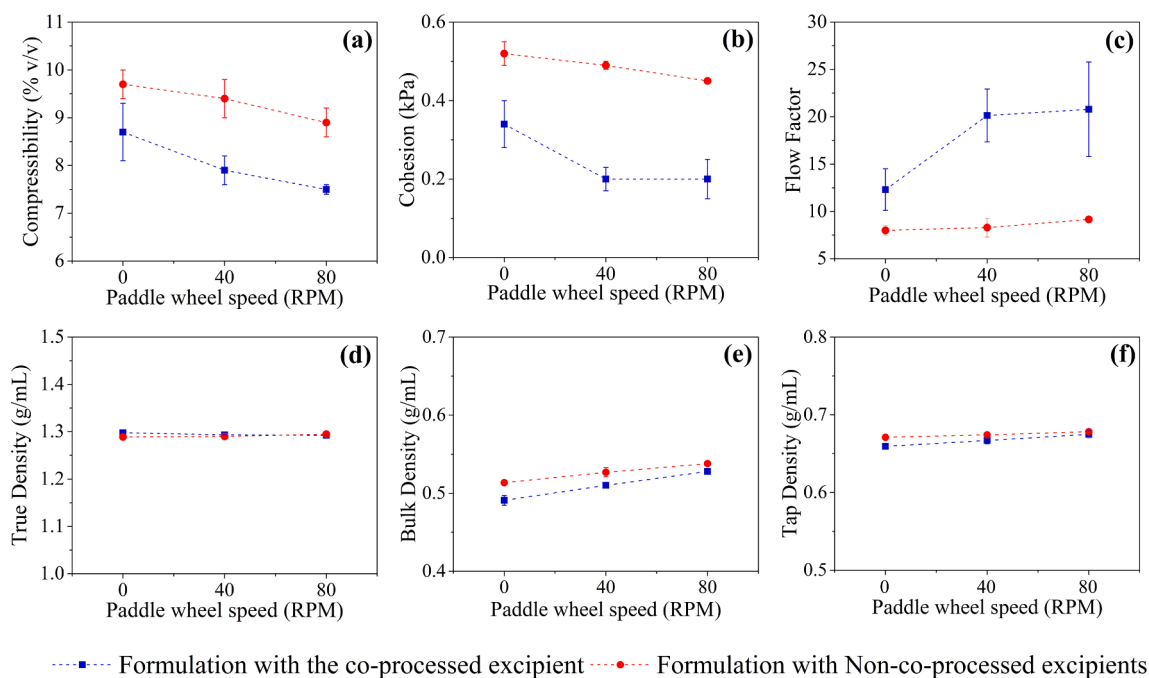 (a)
Compressibility (% v/v)
11
10
9
8
7
6
0 40 80
Paddle wheel speed (RPM)
(b)
Cohesion (kPa)
0.6
0.4
0.2
0.0
0 40 80
Paddle wheel speed (RPM)
(c)
Flow Factor
30
25
20
15
10
5
0 40 80
Paddle wheel speed (RPM)
(d)
True Density (g/mL)
1.5
1.4
1.3
1.2
1.1
1.0
0 40 80
Paddle wheel speed (RPM)
(e)
Bulk Density (g/mL)
0.7
0.6
0.5
0.4
0 40 80
Paddle wheel speed (RPM)
(f)
Tap Density (g/mL)
0.8
0.7
0.6
0.5
0 40 80
Paddle wheel speed (RPM)
Formulation with the co-processed excipient Formulation with Non-co-processed excipients